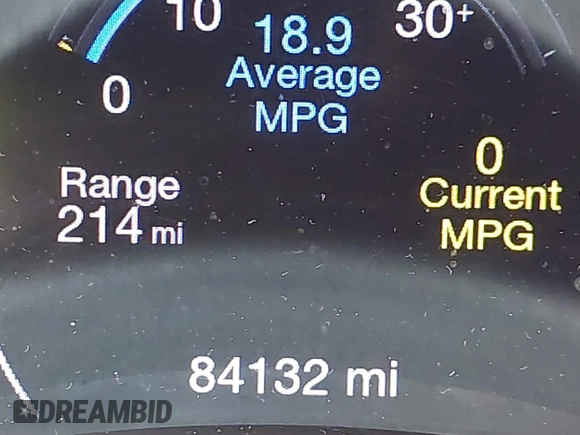 10
18.9
30+
Average
MPG
0
0
Current
MPG
Range
214 mi
84132 mi
DREAMBID